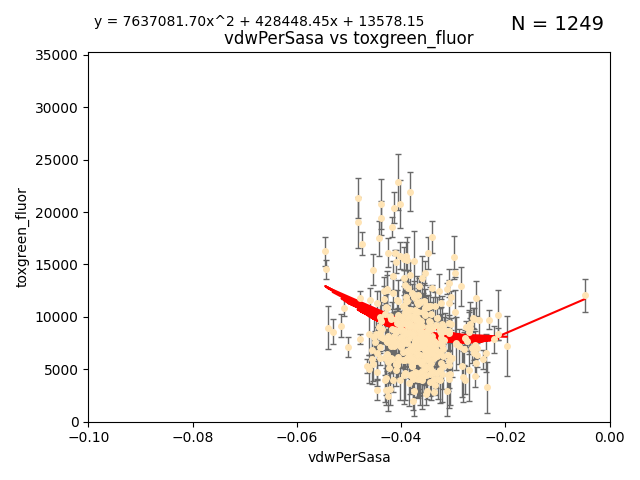 y = 7637081.70x^2 + 428448.45x + 13578.15
N = 1249
vdwPerSasa vs toxgreen_fluor
35000
30000
25000
20000
15000
10000
5000
0
toxgreen_fluor
−0.10
−0.08
−0.06
−0.04
−0.02
0.00
vdwPerSasa